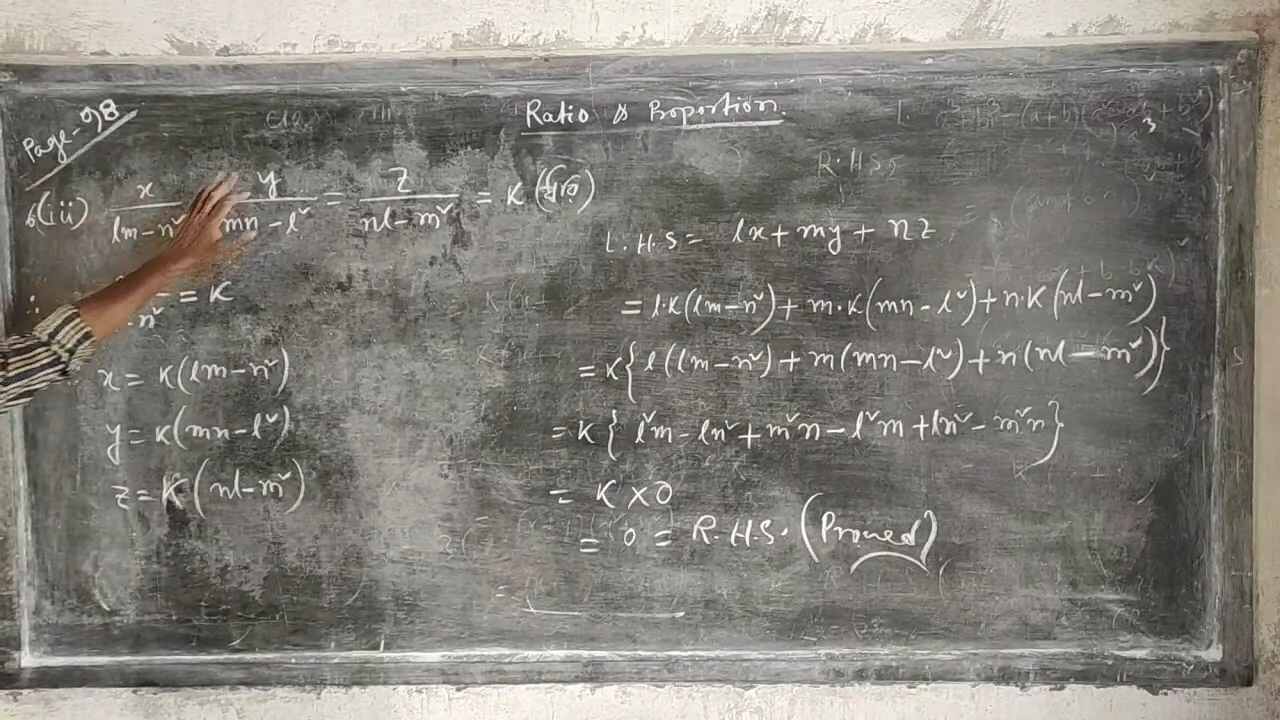 Page-98
Ratio & Proportion
6(iii) x/(lm-n²) y/(mn-l²) = z/(nl-m²) = K (ধরি)
∴ = K
-n²
x = K(lm-n²)
y = K(mn-l²)
z = K(nl-m²)
L.H.S = lx + my + nz
= l.K(lm-n²) + m.K(mn-l²) + n.K(nl-m²)
= K{l(lm-n²) + m(mn-l²) + n(nl-m²)}
= K{l²m - ln² + m²n - l²m + ln² - m²n}
= K×0
= 0 = R.H.S. (Proved)
R.H.S